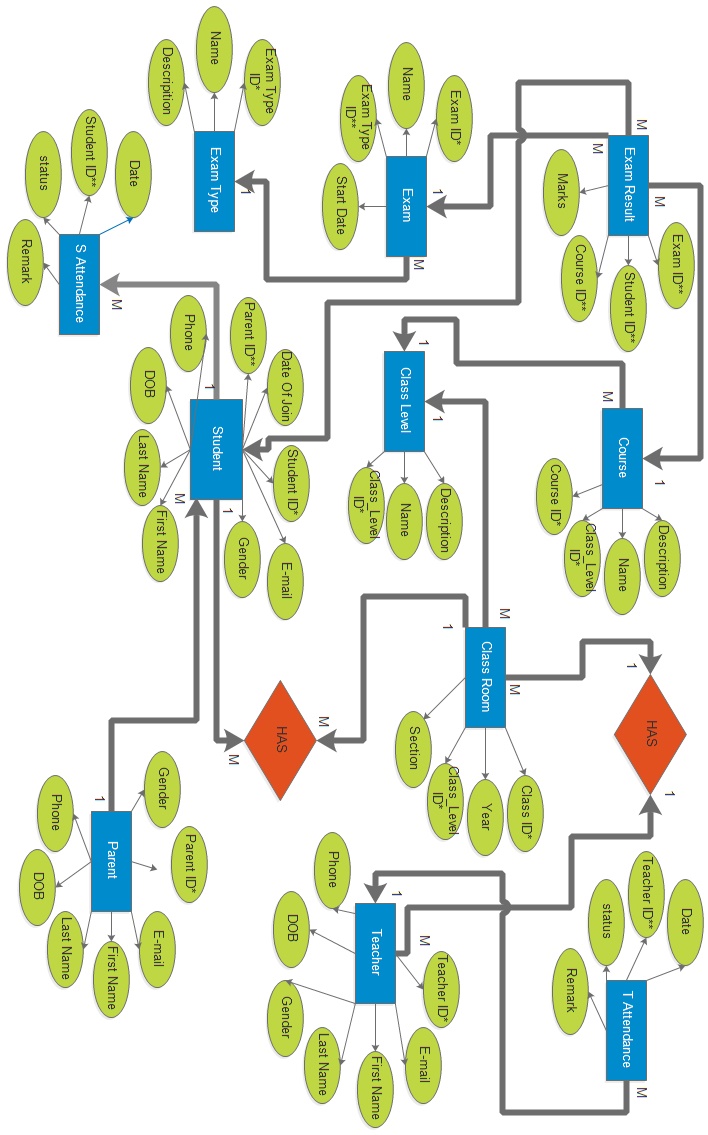 Exam ID**
M
Exam Result
M
Student ID**
M
Course ID**
Marks
1
Course
M
Description
Name
Class_Level
ID*
Course ID*
HAS
1
1
Date
Teacher ID**
T Attendance
M
status
Remark
M
M
Class Room
1
Class ID*
Year
Class_Level
ID*
Section
Exam ID*
1
Exam
M
Name
Exam Type
ID**
Start Date
1
1
Class Level
Description
Name
Class_Level
ID*
Teacher ID*
M
1
Teacher
E-mail
First Name
Last Name
Gender
DOB
Phone
Exam Type
ID*
1
Exam Type
Name
Descripition
Date Of Join
Student ID*
E-mail
Parent ID**
Gender
Student
1
1
M
Phone
DOB
Last Name
First Name
M
HAS
M
Date
M
Student ID**
S Attendance
status
Remark
Parent ID*
Gender
E-mail
Parent
1
First Name
Last Name
Phone
DOB